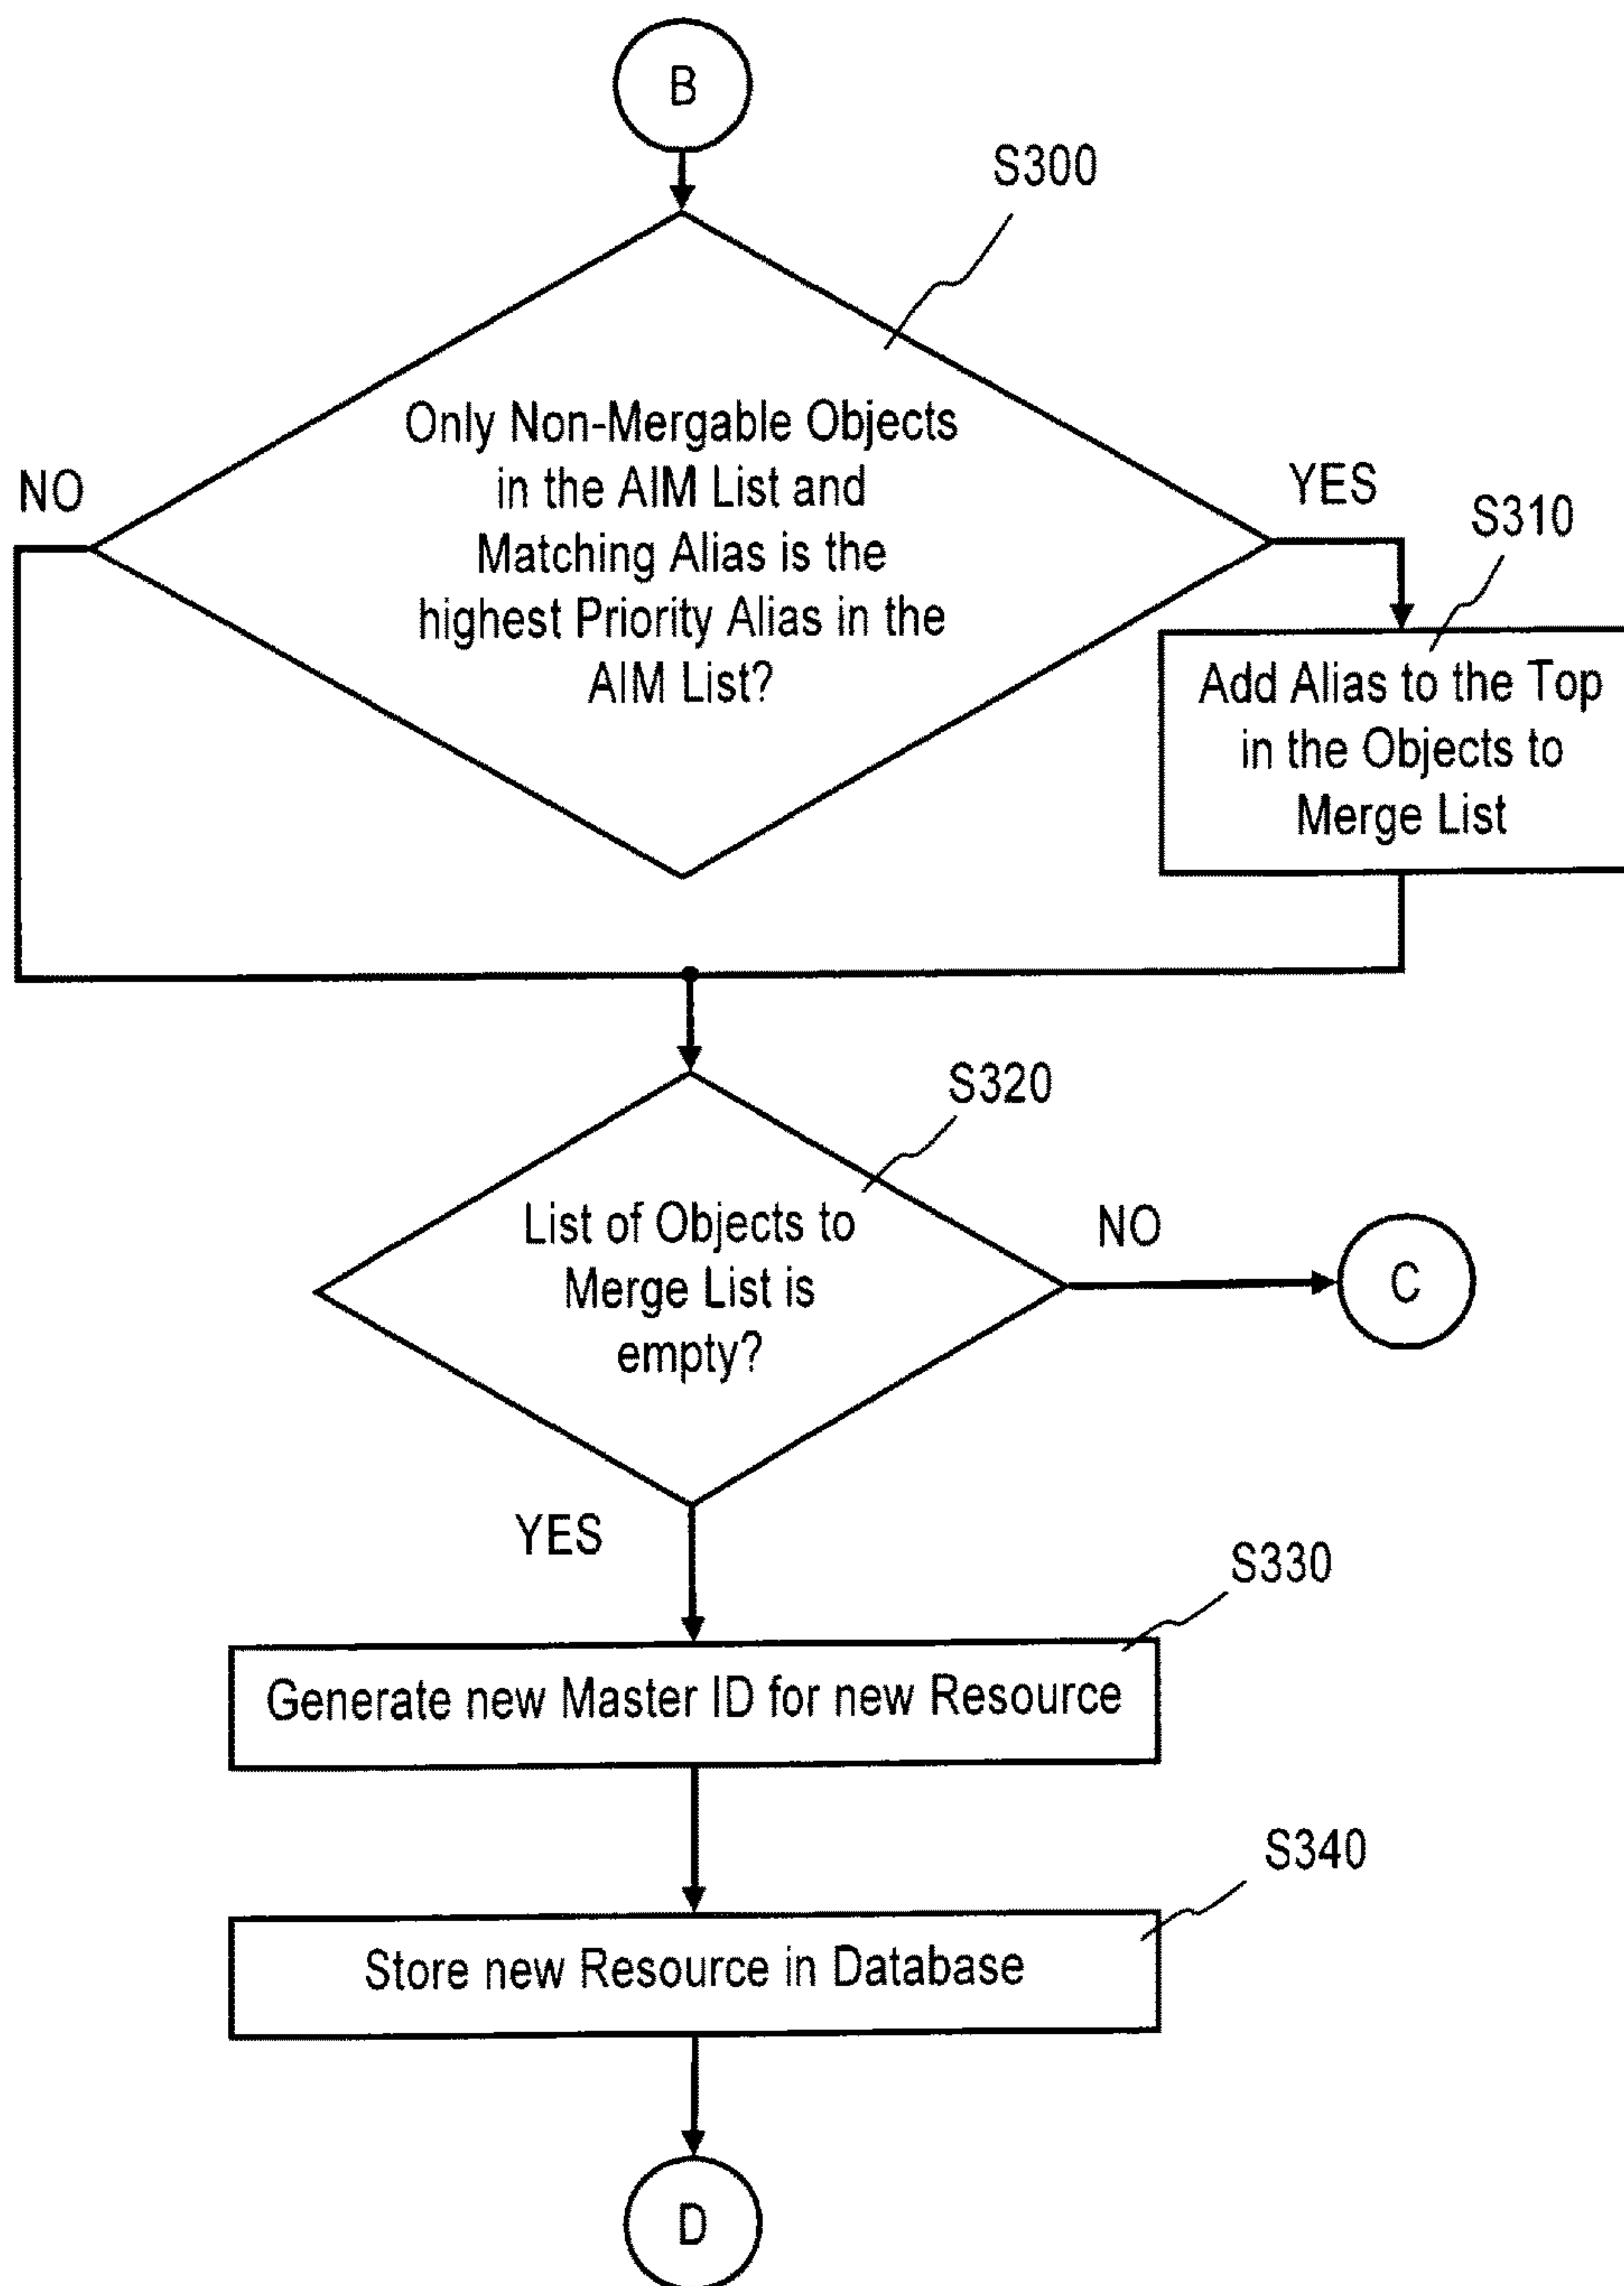 B
S300
Only Non-Mergable Objects
in the AIM List and
Matching Alias is the
highest Priority Alias in the
AIM List?
NO
YES
S310
Add Alias to the Top
in the Objects to
Merge List
S320
List of Objects to
Merge List is
empty?
NO
C
YES
S330
Generate new Master ID for new Resource
S340
Store new Resource in Database
D